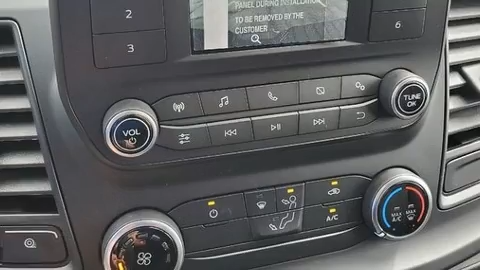 PANEL DURING INSTALLATION
TO BE REMOVED BY THE
CUSTOMER
2
3
6
VOL
TUNE
OK
A/C
MAX
A/C
MAX